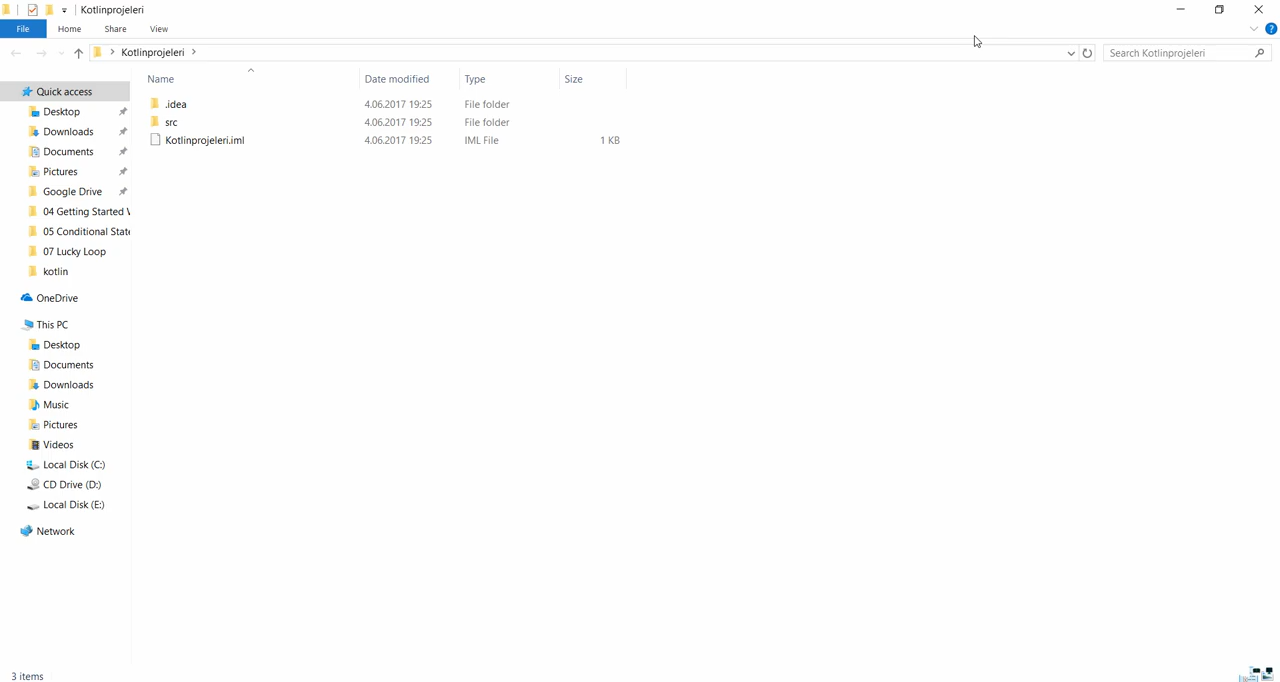 Kotlinprojeleri
File Home Share View
Kotlinprojeleri
Search Kotlinprojeleri
Name Date modified Type Size
.idea 4.06.2017 19:25 File folder
src 4.06.2017 19:25 File folder
Kotlinprojeleri.iml 4.06.2017 19:25 IML File 1 KB
Quick access
Desktop
Downloads
Documents
Pictures
Google Drive
04 Getting Started
05 Conditional State
07 Lucky Loop
kotlin
OneDrive
This PC
Desktop
Documents
Downloads
Music
Pictures
Videos
Local Disk (C:)
CD Drive (D:)
Local Disk (E:)
Network
3 items